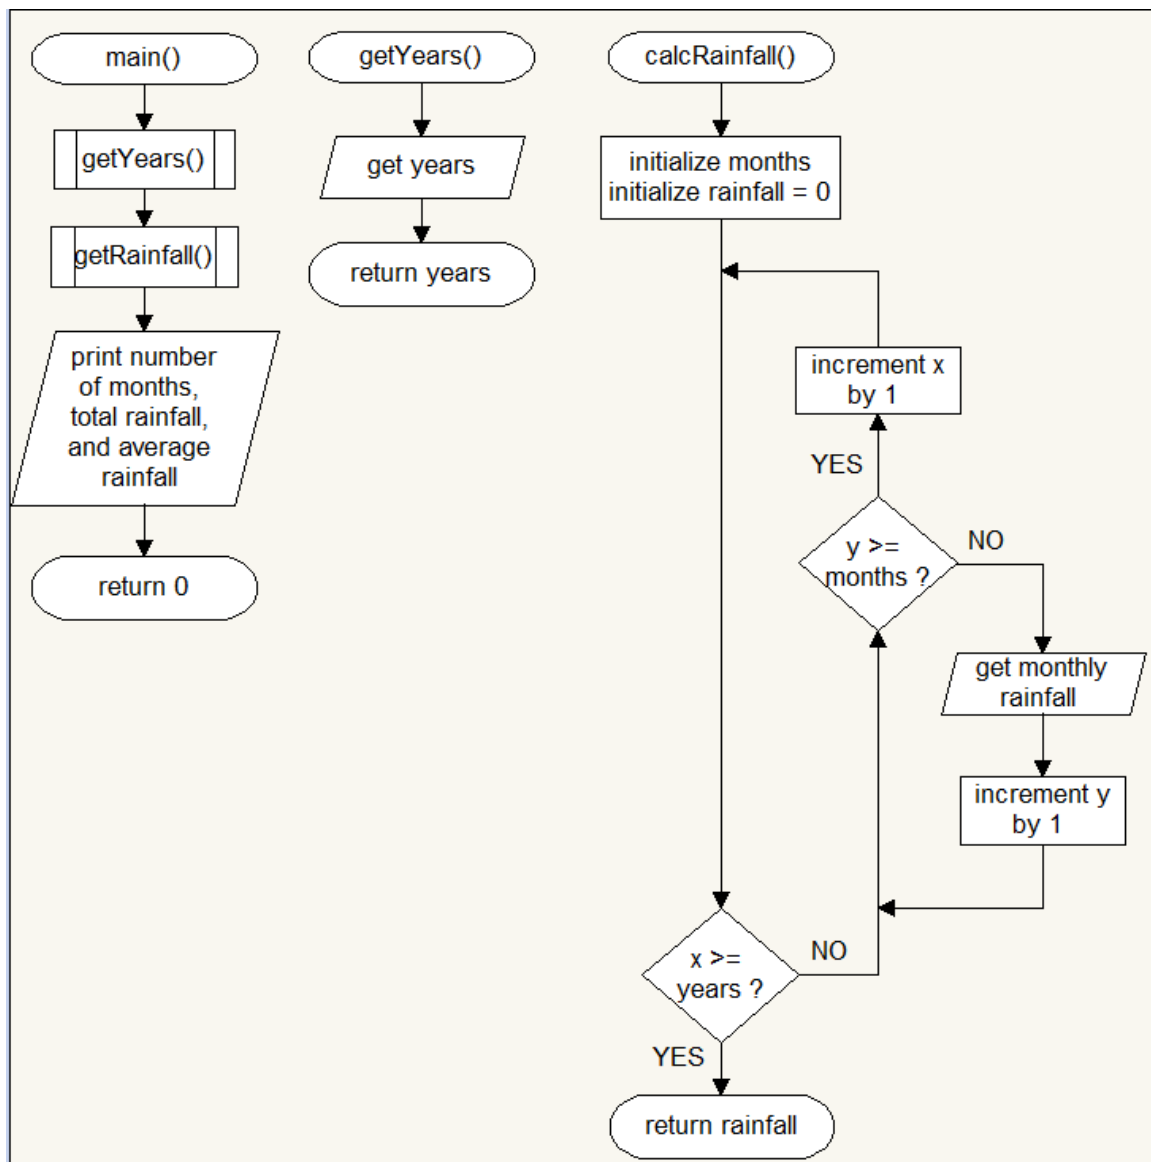 main()
getYears()
getRainfall()
print number
of months,
total rainfall,
and average
rainfall
return 0
getYears()
get years
return years
calcRainfall()
initialize months
initialize rainfall = 0
increment x
by 1
YES
y >=
months ?
NO
get monthly
rainfall
increment y
by 1
x >=
years ?
NO
YES
return rainfall